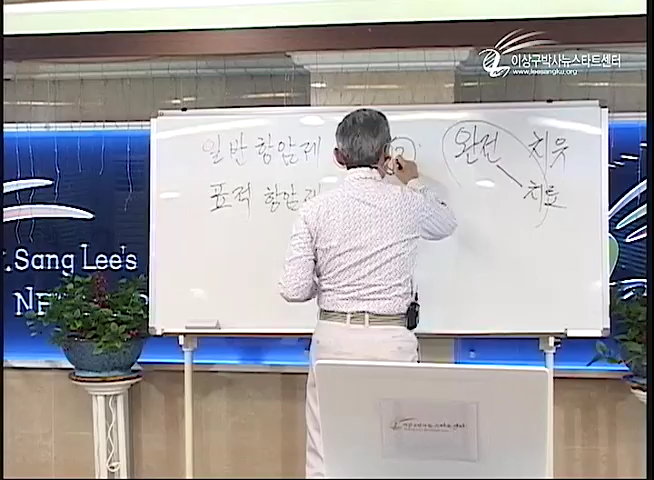 이상구박사뉴스타트센터
www.leesangku.org
일반 항암제
표적 항암
완전 치유
치료
.Sang Lee's
NE